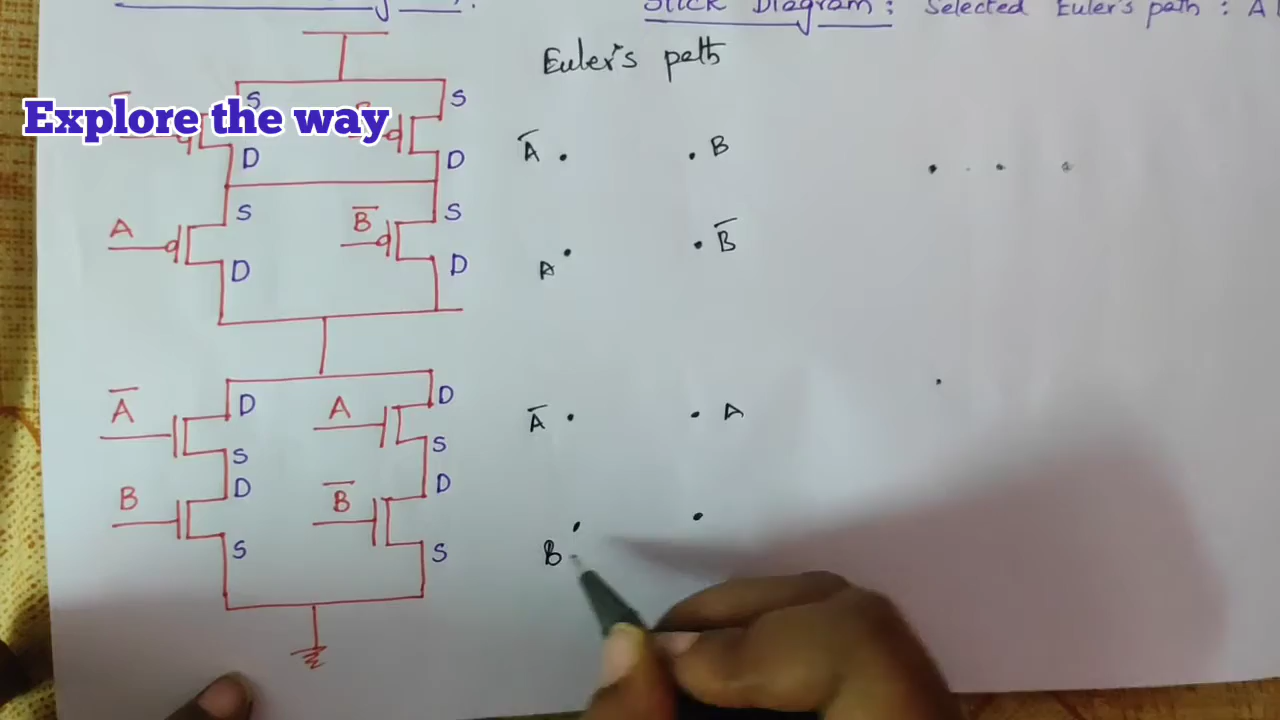 Stick Diagram: Selected Euler's path : A
Euler's path
Explore the way
S S
D D
A̅ B
S S
A B̅
D D
A B̅
A̅ A
D D
A̅ A
S S
B B̅
D D
S S
B